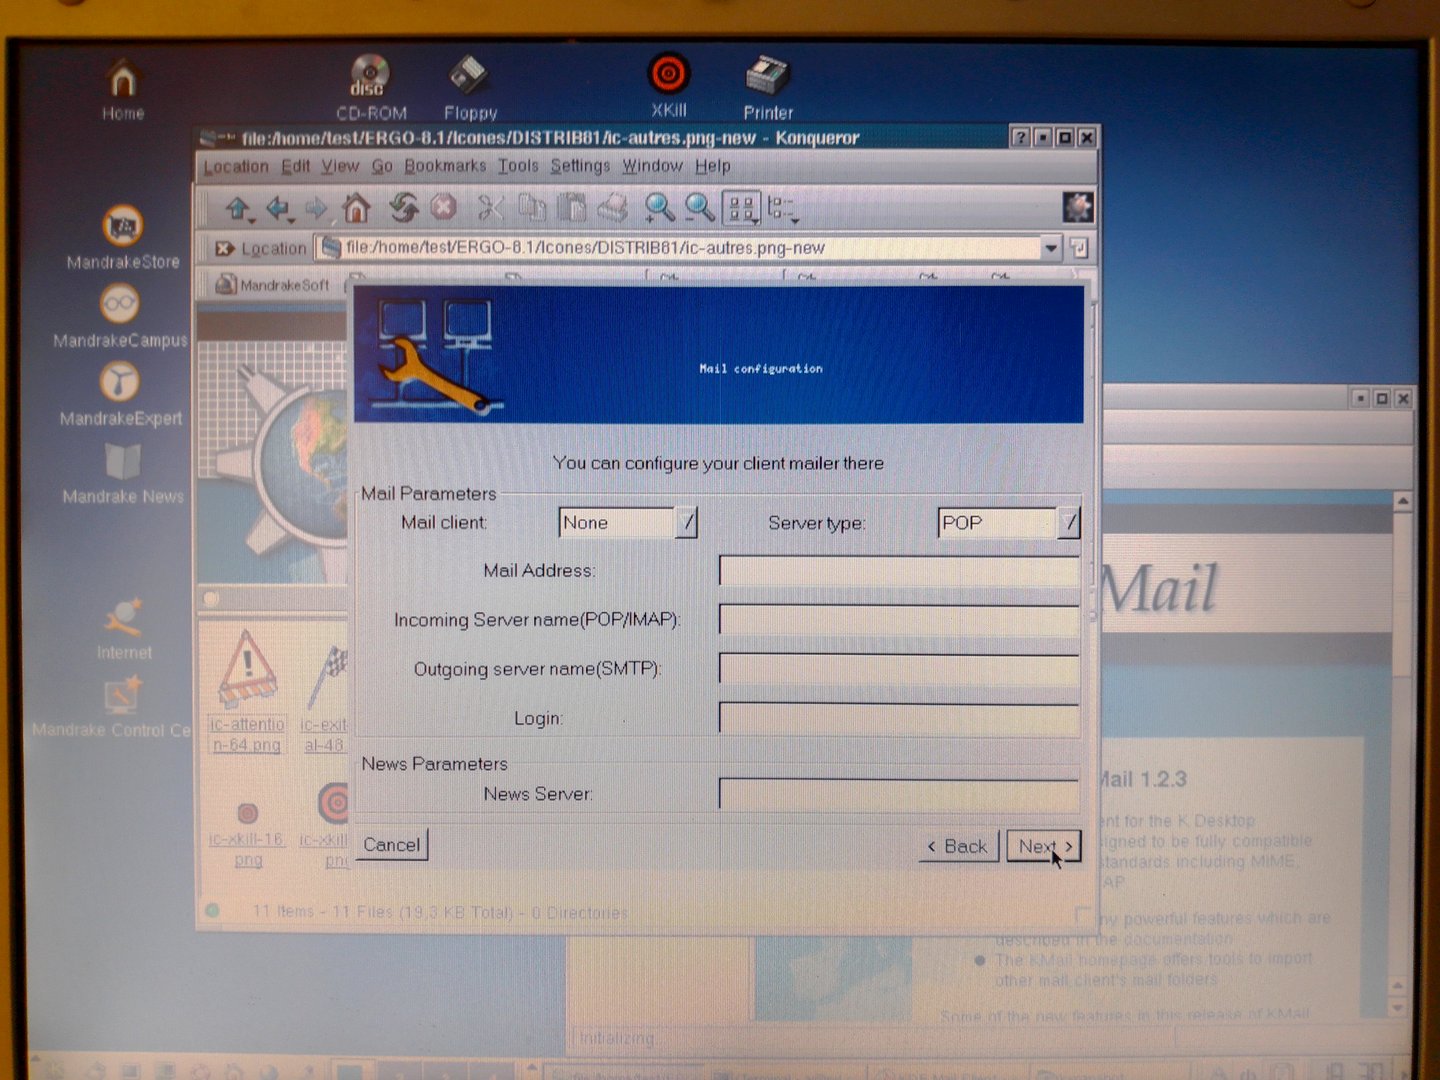 Home
CD-ROM
disc
Floppy
XKill
Printer
file:/home/test/ERGO-8.1/Icones/DISTRIB81/ic-autres.png-new - Konqueror
Location Edit View Go Bookmarks Tools Settings Window Help
Location file:/home/test/ERGO-8.1/Icones/DISTRIB81/ic-autres.png-new
MandrakeSoft
MandrakeStore
MandrakeCampus
MandrakeExpert
Mandrake News
Internet
Mandrake Control Ce
Mail configuration
You can configure your client mailer there
Mail Parameters
Mail client: None Server type: POP
Mail Address:
Incoming Server name(POP/IMAP):
Outgoing server name(SMTP):
Login:
News Parameters
News Server:
Cancel < Back Next >
ic-attentio
n-64.png
ic-exit
al-48
ic-xkill-16.
png
ic-xkill
png
11 Items - 11 Files (19,3 KB Total) - 0 Directories
Mail
Mail 1.2.3
ent for the K Desktop
signed to be fully compatible
standards including MIME,
AP
ny powerful features which are
described in the documentation
The KMail homepage offers tools to import
other mail client's mail folders
Some of the new features in this release of KMail
Initializing